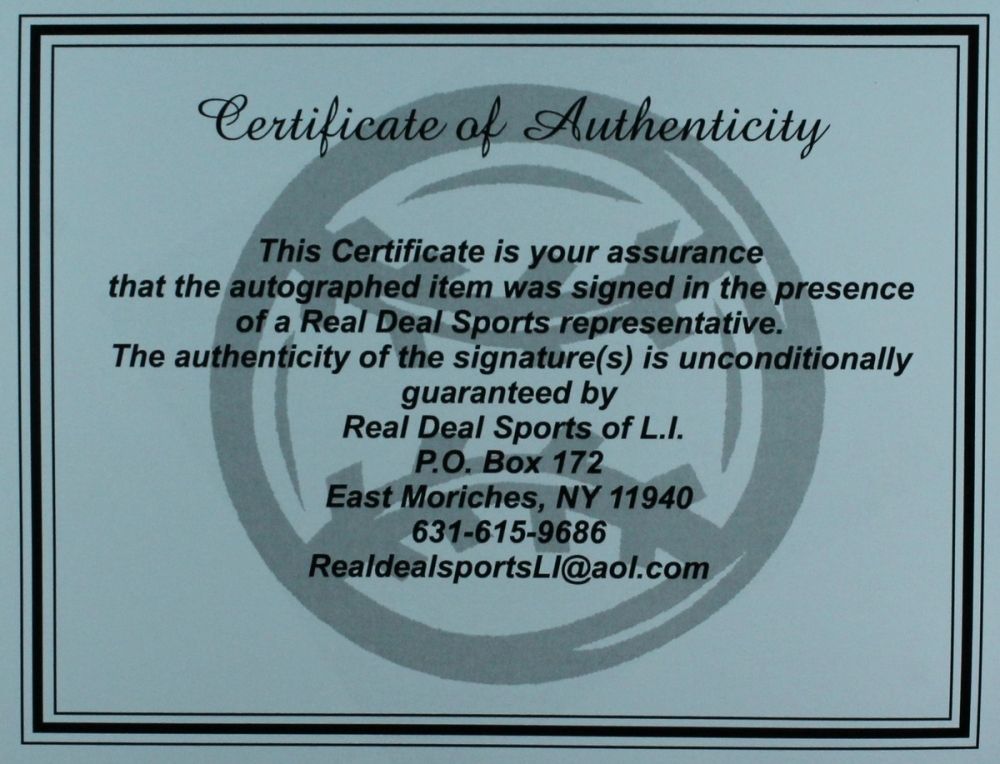 Certificate of Authenticity
This Certificate is your assurance
that the autographed item was signed in the presence
of a Real Deal Sports representative.
The authenticity of the signature(s) is unconditionally
guaranteed by
Real Deal Sports of L.I.
P.O. Box 172
East Moriches, NY 11940
631-615-9686
RealdealsportsLI@aol.com